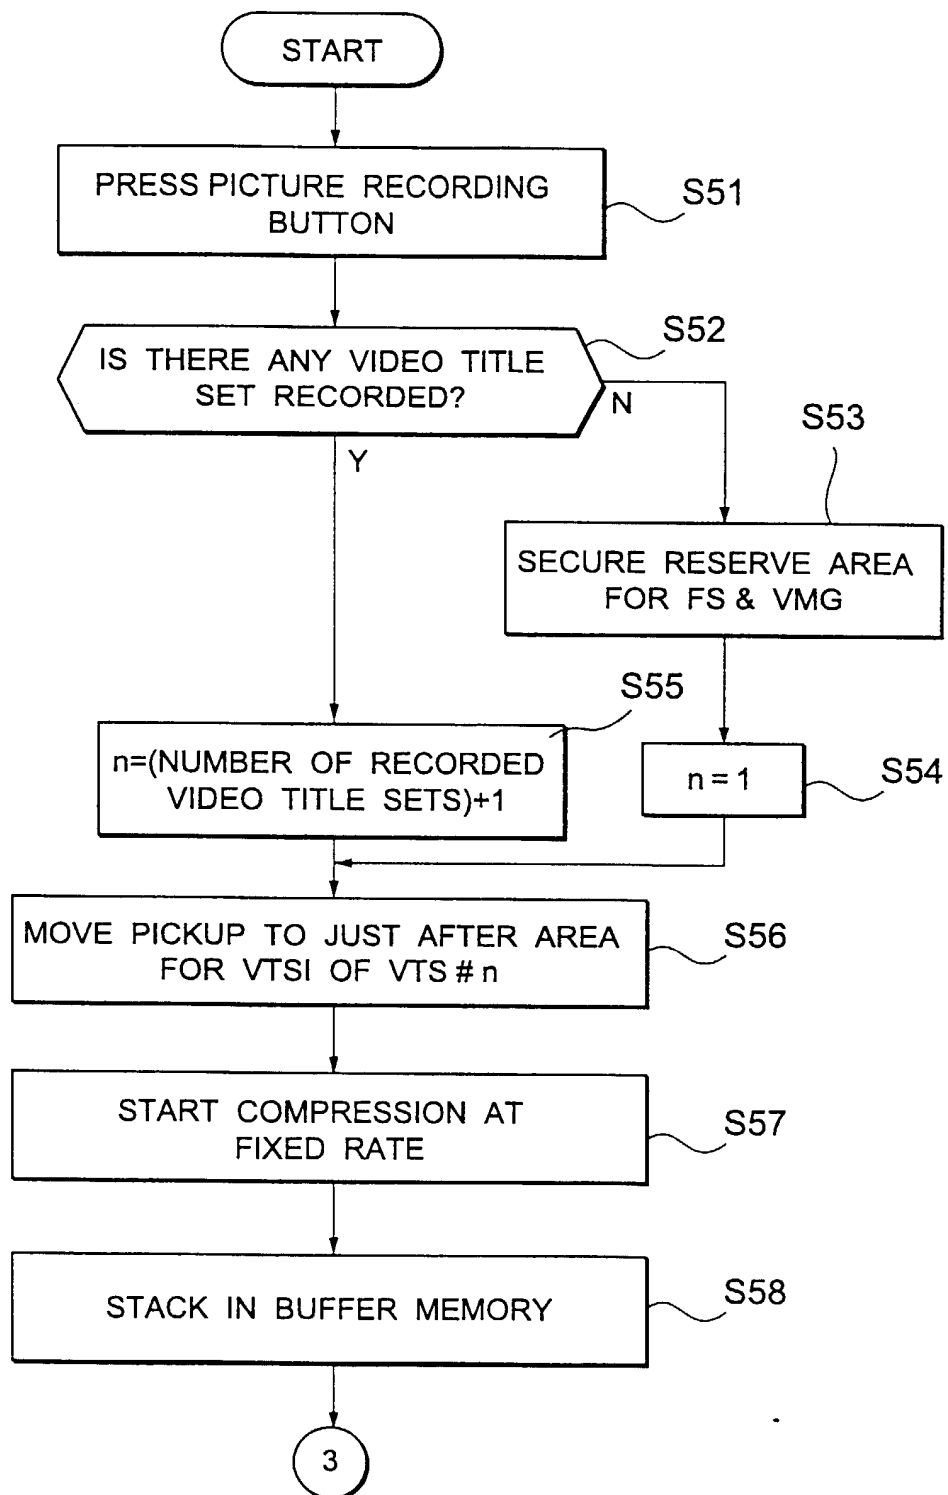 START
PRESS PICTURE RECORDING
BUTTON
S51
IS THERE ANY VIDEO TITLE
SET RECORDED?
S52
N
Y
S53
SECURE RESERVE AREA
FOR FS & VMG
S55
n=(NUMBER OF RECORDED
VIDEO TITLE SETS)+1
n = 1
S54
MOVE PICKUP TO JUST AFTER AREA
FOR VTSI OF VTS # n
S56
START COMPRESSION AT
FIXED RATE
S57
STACK IN BUFFER MEMORY
S58
3